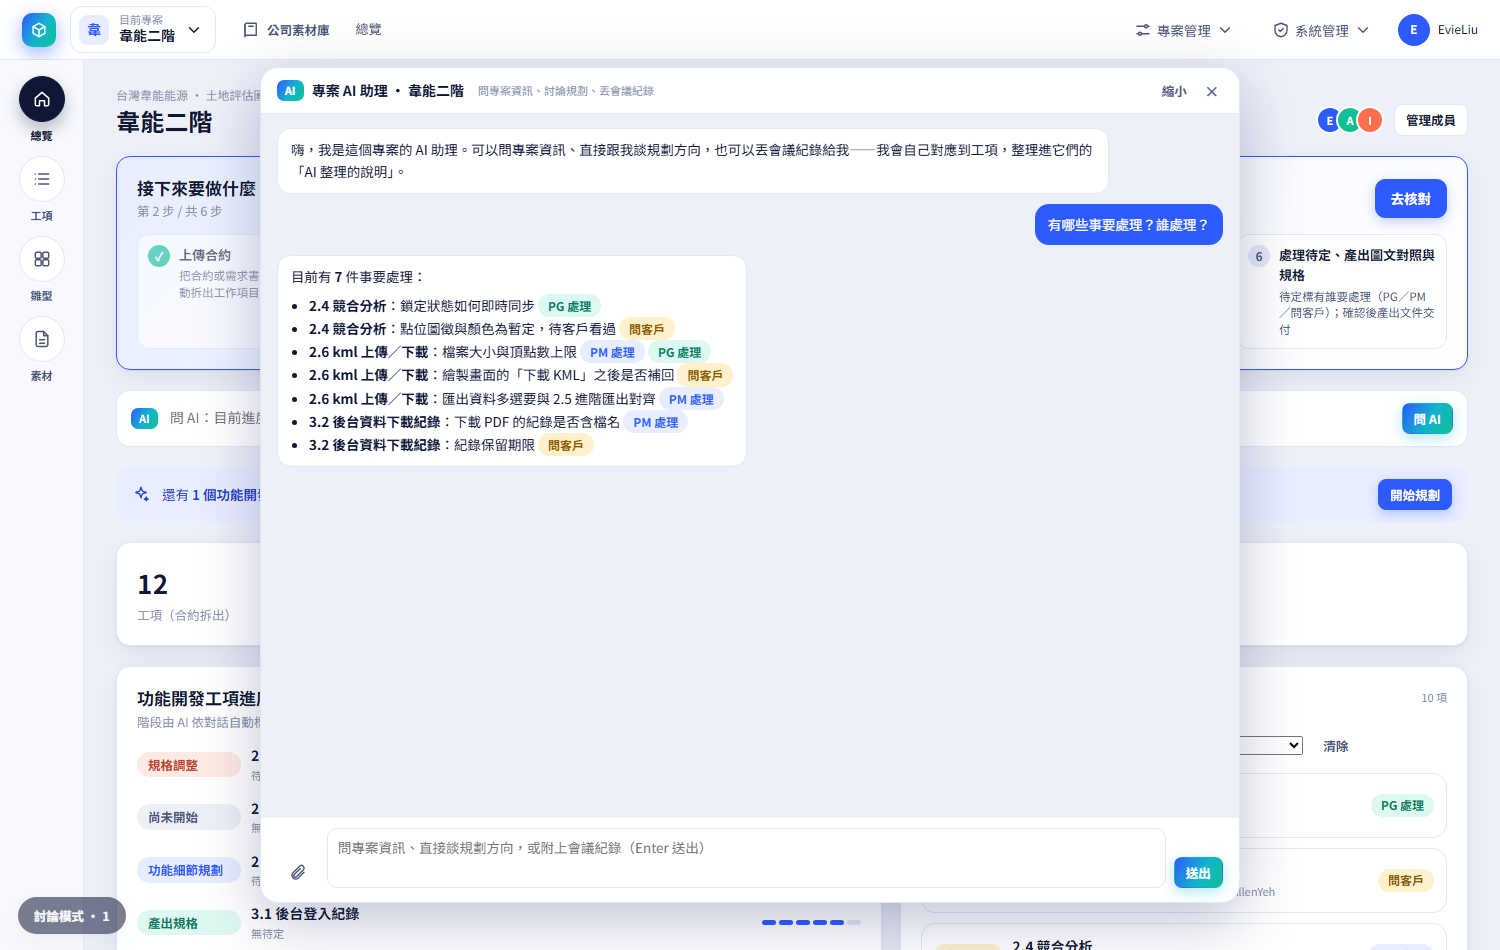 韋
目前專案
韋能二階
公司素材庫
總覽
專案管理
系統管理
E
EvieLiu
總覽
工項
雛型
素材
台灣韋能能源 • 土地評估
韋能二階
E
A
I
管理成員
接下來要做什麼
第 2 步 / 共 6 步
去核對
上傳合約
把合約或需求書
動拆出工作項目
6
處理待定、產出圖文對照與
規格
待定標有誰要處理（PG／PM
／問客戶）；確認後產出文件交
付
AI
問 AI：目前進
問 AI
還有 1 個功能開
開始規劃
12
工項（合約拆出）
功能開發工項進
階段由 AI 依對話自動
規格調整
2
待
尚未開始
2
無
功能細節規劃
2
待
產出規格
3.1 後台登入紀錄
無待定
10 項
清除
PG 處理
問客戶
llenYeh
2.4 競合分析
討論模式 • 1
AI
專案 AI 助理 • 韋能二階
問專案資訊、討論規劃、丟會議紀錄
縮小
嗨，我是這個專案的 AI 助理。可以問專案資訊、直接跟我談規劃方向，也可以丟會議紀錄給我——我會自己對應到工項，整理進它們的
「AI 整理的說明」。
有哪些事要處理？誰處理？
目前有 7 件事要處理：
• 2.4 競合分析：鎖定狀態如何即時同步 PG 處理
• 2.4 競合分析：點位圖徵與顏色為暫定，待客戶看過 問客戶
• 2.6 kml 上傳／下載：檔案大小與頂點數上限 PM 處理 PG 處理
• 2.6 kml 上傳／下載：繪製畫面的「下載 KML」之後是否補回 問客戶
• 2.6 kml 上傳／下載：匯出資料多選要與 2.5 進階匯出對齊 PM 處理
• 3.2 後台資料下載紀錄：下載 PDF 的紀錄是否含檔名 PM 處理
• 3.2 後台資料下載紀錄：紀錄保留期限 問客戶
問專案資訊、直接談規劃方向，或附上會議紀錄（Enter 送出）
送出